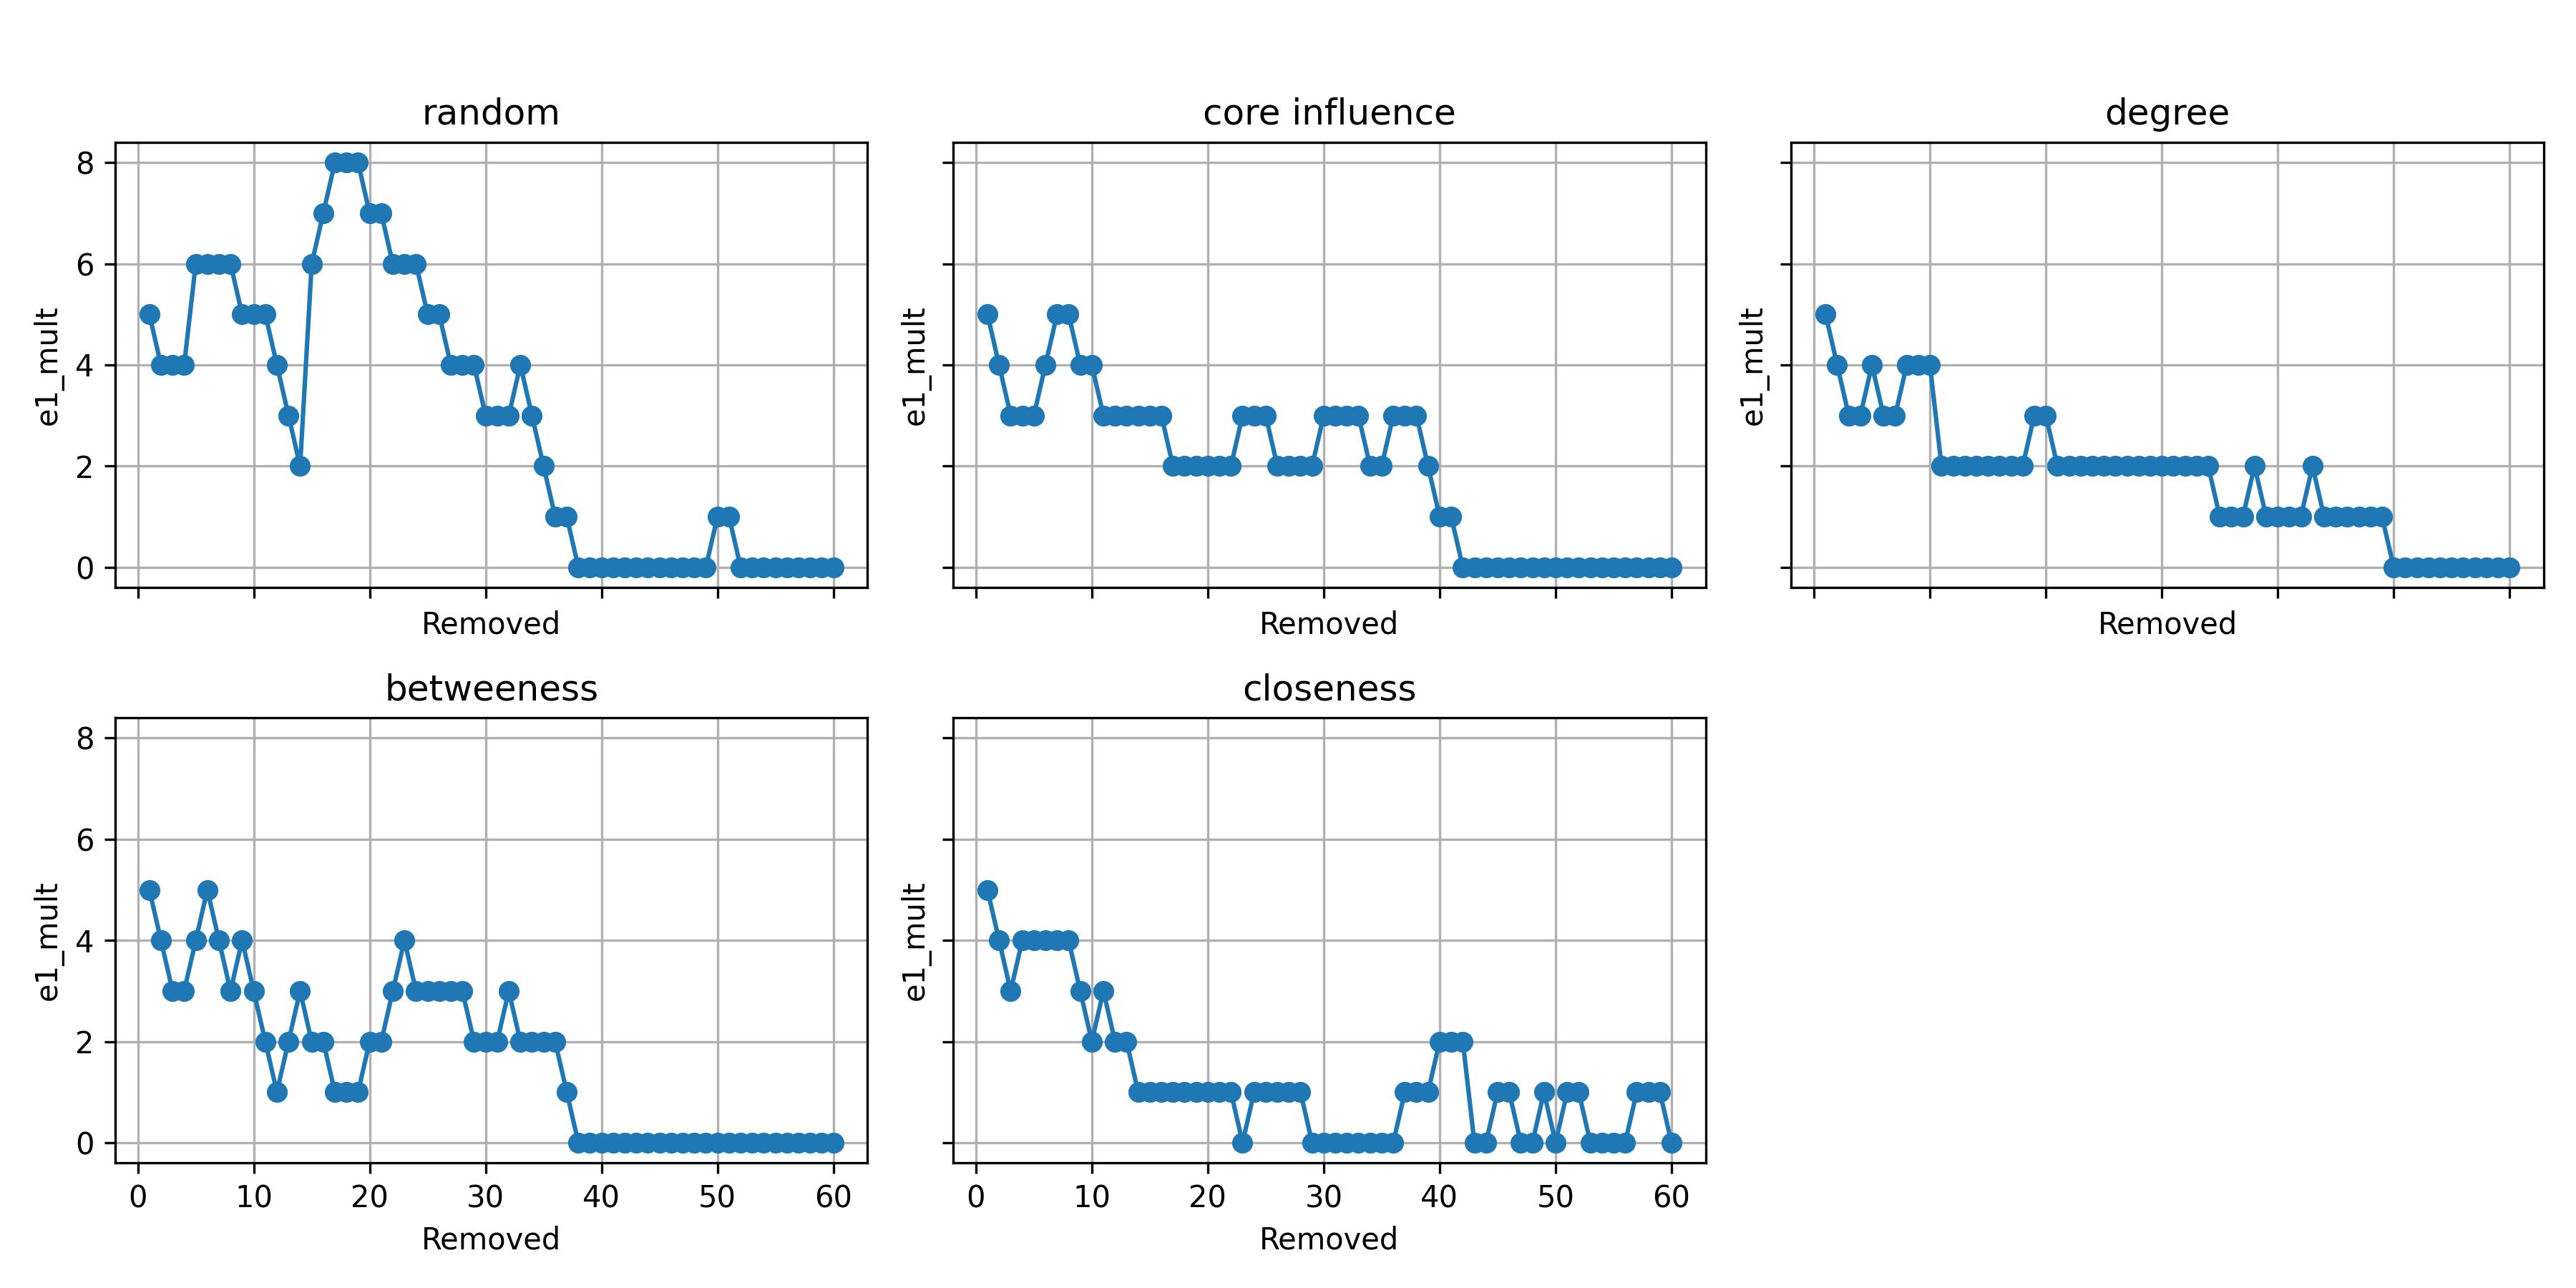 random
core influence
degree
8
6
4
2
0
e1_mult
e1_mult
e1_mult
Removed
Removed
Removed
betweeness
closeness
8
6
4
2
0
e1_mult
e1_mult
0 10 20 30 40 50 60
0 10 20 30 40 50 60
Removed
Removed